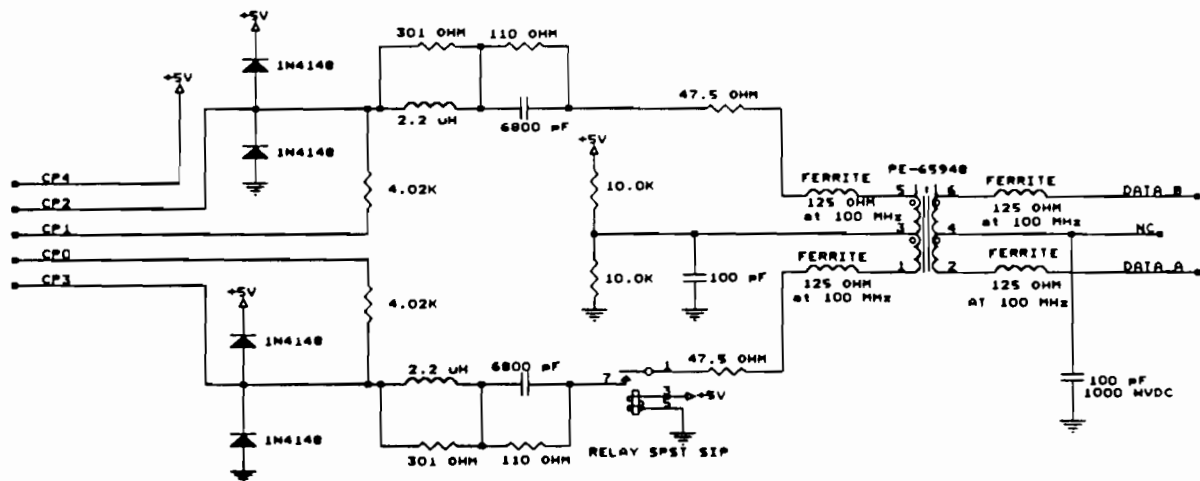 +5V
301 OHM 110 OHM
1N4148
+5V
2.2 uH
6800 pF
47.5 OHM
1N4148
+5V
CP4
CP2
CP1
CP0
CP3
4.02K
10.0K
PE-65948
FERRITE 5 6 FERRITE
125 OHM
at 100 MHz
125 OHM
at 100 MHz
DATA B
3 4
NC
FERRITE 1 2 FERRITE
125 OHM
at 100 MHz
125 OHM
AT 100 MHz
DATA A
100 pF
10.0K
+5V
4.02K
1N4148
2.2 uH
6800 pF
7 1
47.5 OHM
3
+5V
100 pF
1000 WVDC
1N4148
301 OHM 110 OHM
RELAY SPST SIP